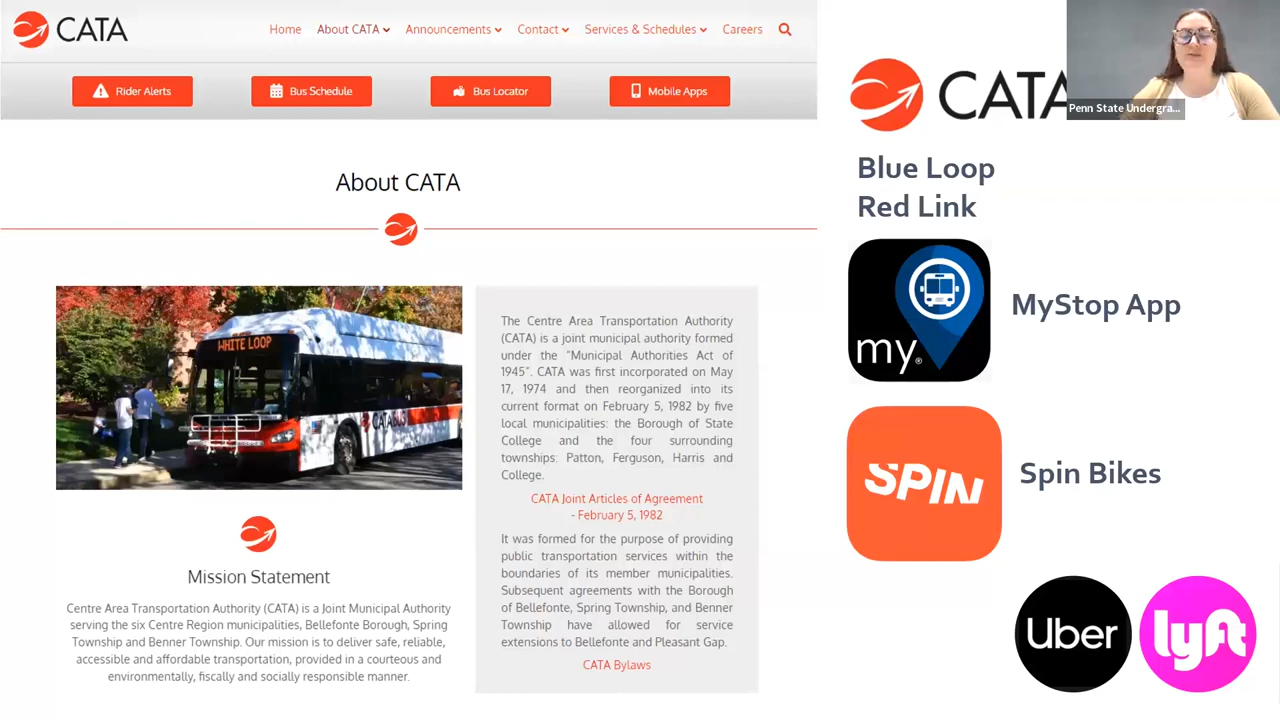 CATA
Home
About CATA
Announcements
Contact
Services & Schedules
Careers
Rider Alerts
Bus Schedule
Bus Locator
Mobile Apps
About CATA
WHITE LOOP
CATABUS
Mission Statement
Centre Area Transportation Authority (CATA) is a Joint Municipal Authority
serving the six Centre Region municipalities, Bellefonte Borough, Spring
Township and Benner Township. Our mission is to deliver safe, reliable,
accessible and affordable transportation, provided in a courteous and
environmentally, fiscally and socially responsible manner.
The Centre Area Transportation Authority
(CATA) is a joint municipal authority formed
under the "Municipal Authorities Act of
1945". CATA was first incorporated on May
17, 1974 and then reorganized into its
current format on February 5, 1982 by five
local municipalities: the Borough of State
College and the four surrounding
townships: Patton, Ferguson, Harris and
College.
CATA Joint Articles of Agreement
- February 5, 1982
It was formed for the purpose of providing
public transportation services within the
boundaries of its member municipalities.
Subsequent agreements with the Borough
of Bellefonte, Spring Township, and Benner
Township have allowed for service
extensions to Bellefonte and Pleasant Gap.
CATA Bylaws
CATA
Penn State Undergra...
Blue Loop
Red Link
my®
MyStop App
SPIN
Spin Bikes
Uber
lyft